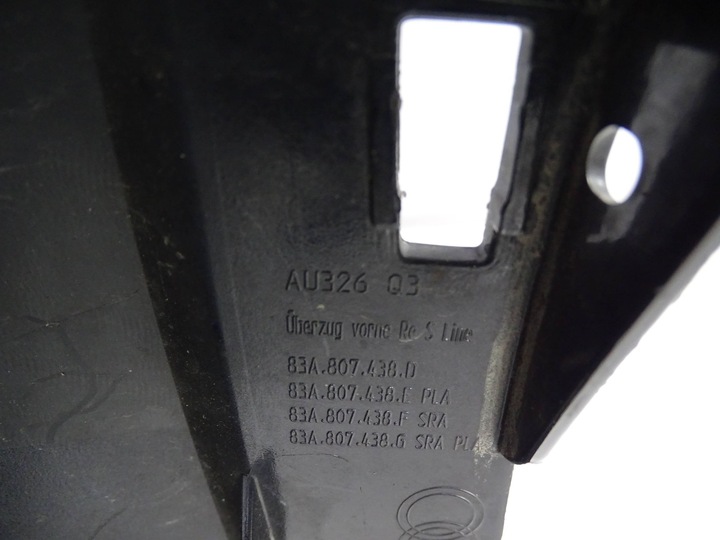 AU326 Q3
Überzug vorne Re S Line
83A.807.438.D
83A.807.438.E PLA
83A.807.438.F SRA
83A.807.438.G SRA PLA